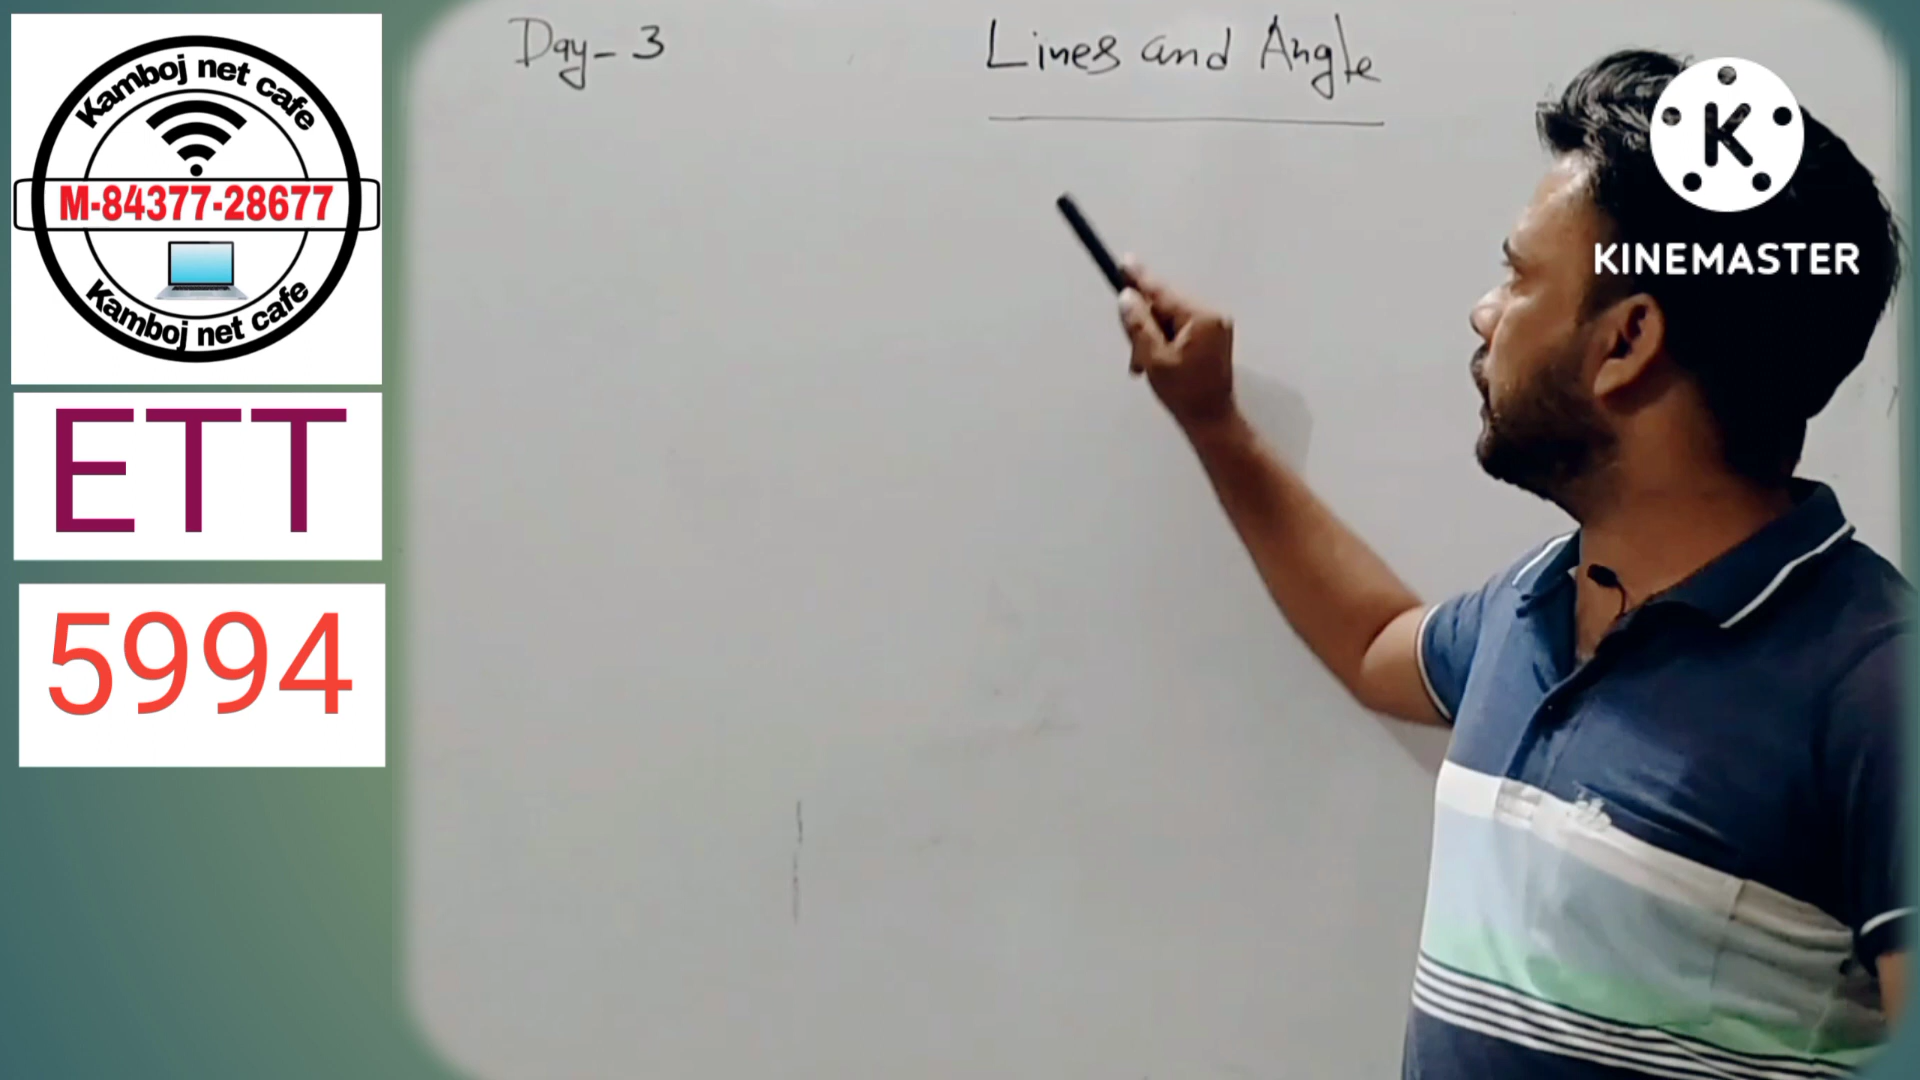 Kamboj net cafe
M-84377-28677
Kamboj net cafe
ETT
5994
Day-3
Lines and Angle
K
KINEMASTER